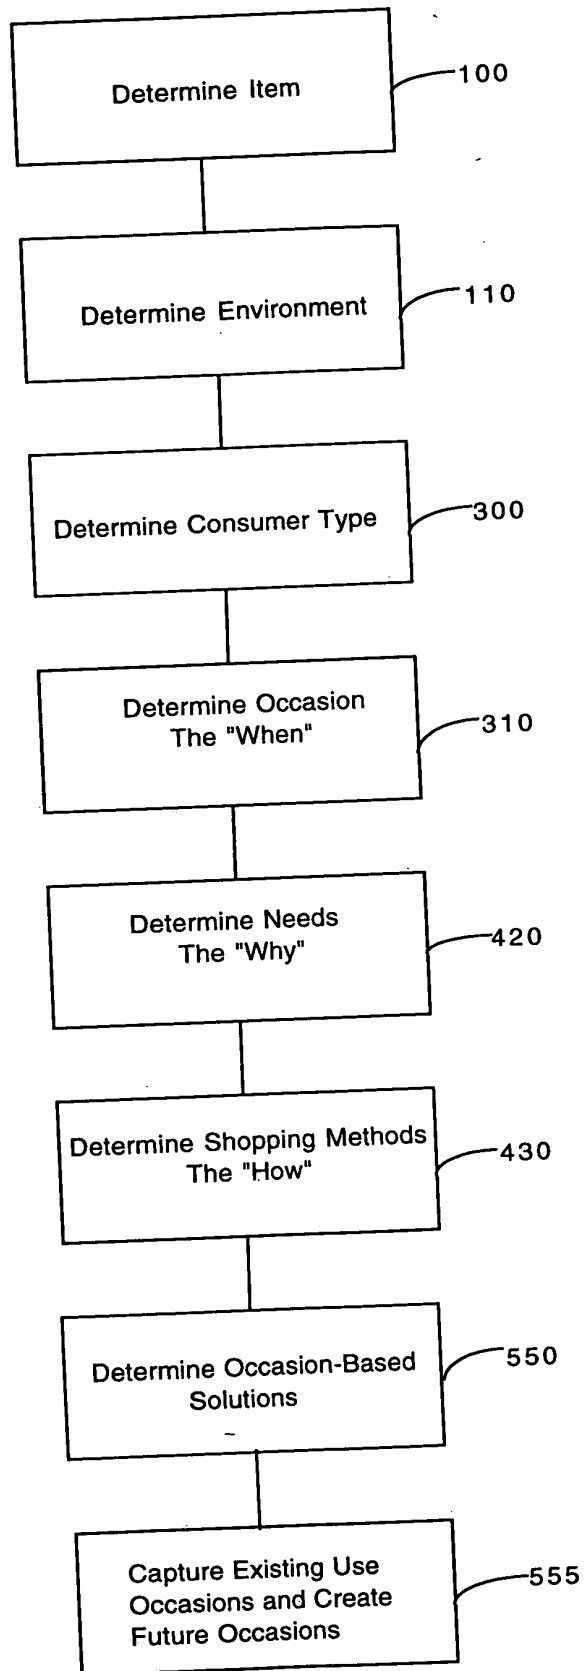 Determine Item
100
Determine Environment
110
Determine Consumer Type
300
Determine Occasion
The "When"
310
Determine Needs
The "Why"
420
Determine Shopping Methods
The "How"
430
Determine Occasion-Based
Solutions
550
Capture Existing Use
Occasions and Create
Future Occasions
555